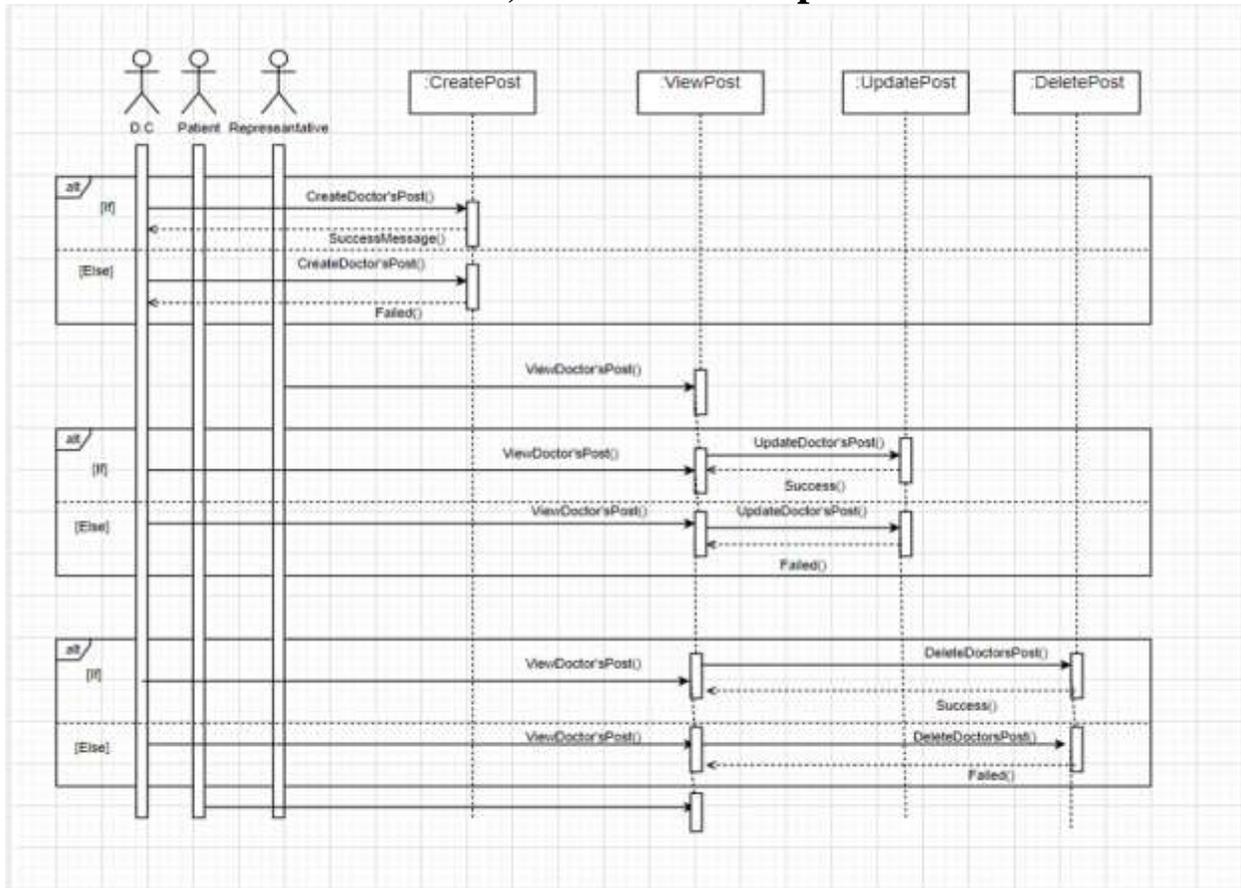 :CreatePost
:ViewPost
:UpdatePost
:DeletePost
D.C
Patient
Represeantative
alt
[If]
CreateDoctor'sPost()
SuccessMessage()
[Else]
CreateDoctor'sPost()
Failed()
ViewDoctor'sPost()
alt
[If]
ViewDoctor'sPost()
UpdateDoctor'sPost()
Success()
[Else]
ViewDoctor'sPost()
UpdateDoctor'sPost()
Failed()
alt
[If]
ViewDoctor'sPost()
DeleteDoctorsPost()
Success()
[Else]
ViewDoctor'sPost()
DeleteDoctorsPost()
Failed()